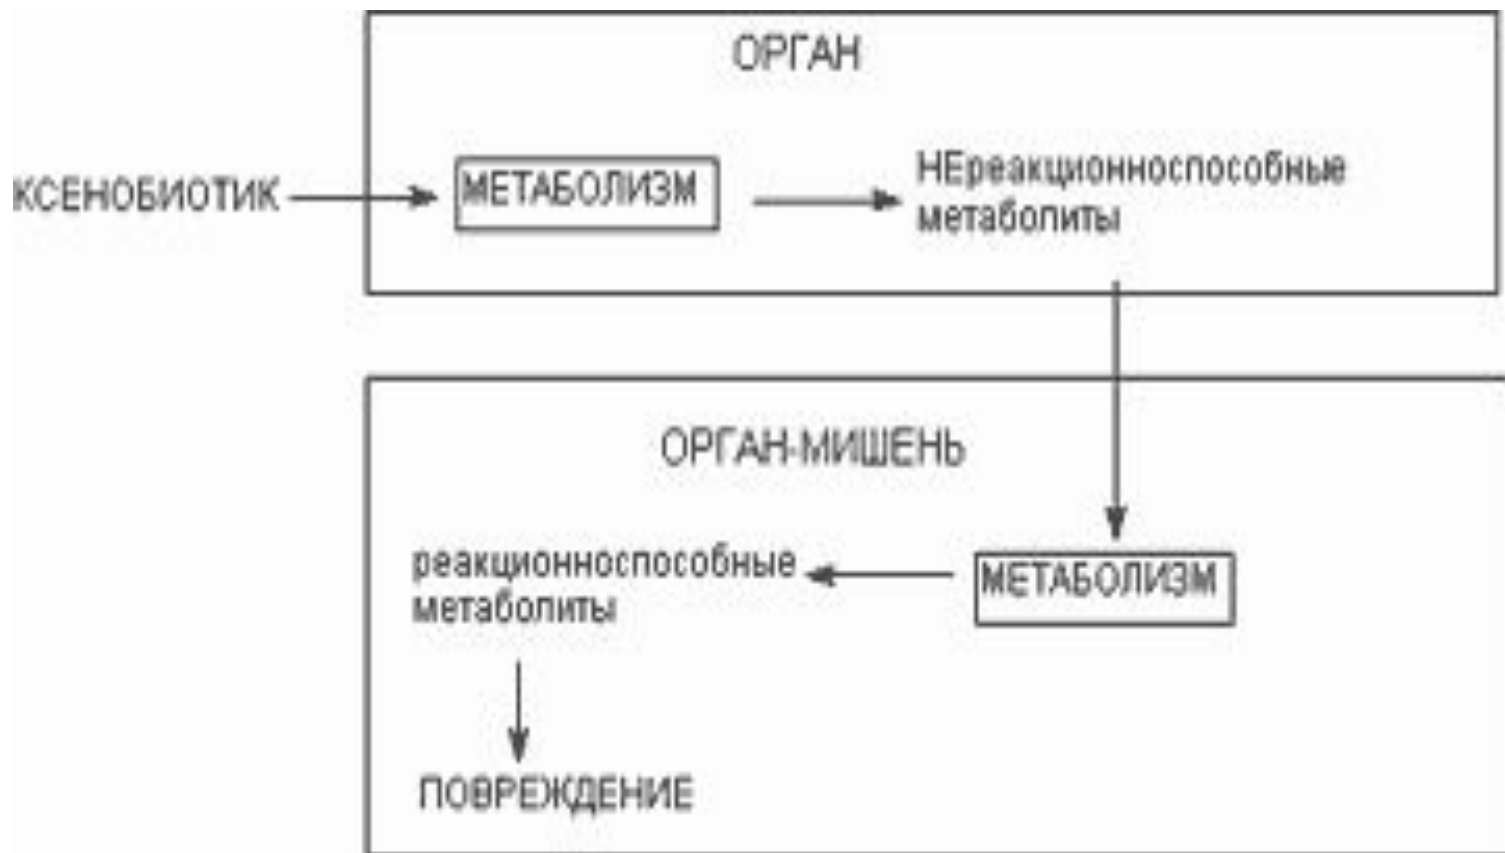 ОРГАН
КСЕНОБИОТИК
МЕТАБОЛИЗМ
НЕреакционноспособные
метаболиты
ОРГАН-МИШЕНЬ
реакционноспособные
метаболиты
МЕТАБОЛИЗМ
ПОВРЕЖДЕНИЕ